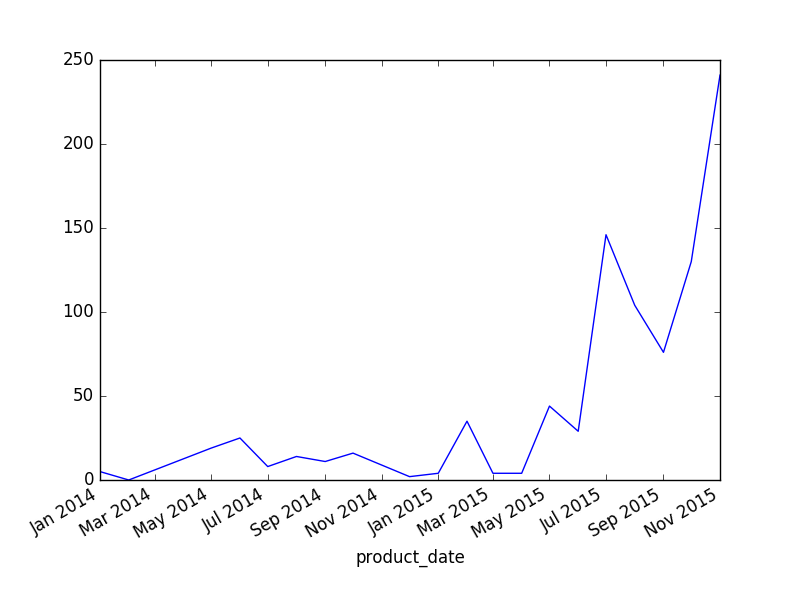 250
200
150
100
50
0
Jan 2014
Mar 2014
May 2014
Jul 2014
Sep 2014
Nov 2014
Jan 2015
Mar 2015
May 2015
Jul 2015
Sep 2015
Nov 2015
product_date